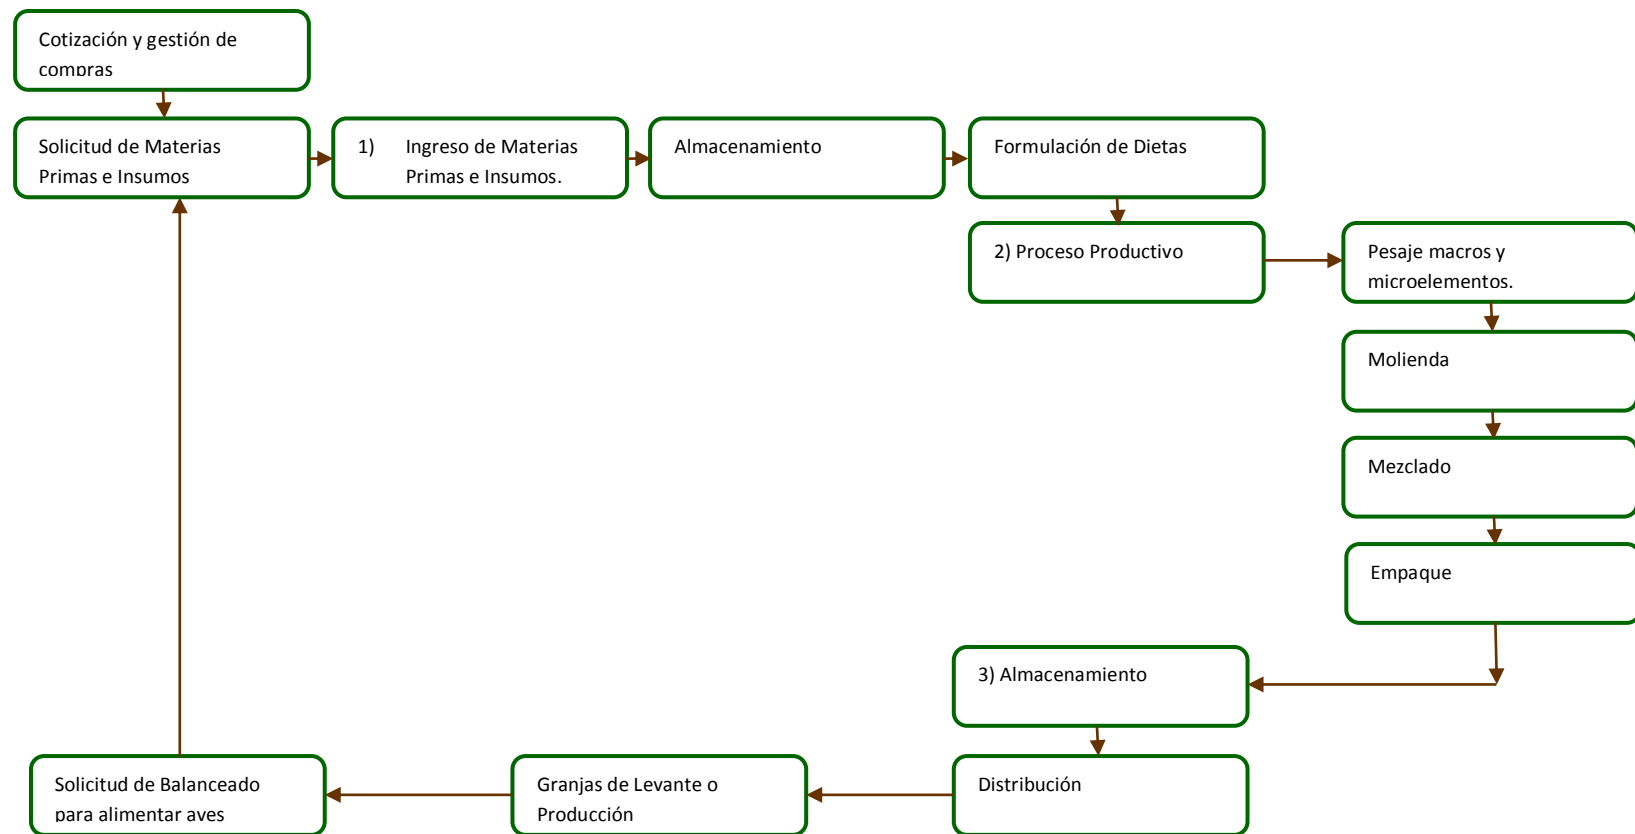 Cotización y gestión de
compras
Solicitud de Materias
Primas e Insumos
1) Ingreso de Materias
Primas e Insumos.
Almacenamiento
Formulación de Dietas
2) Proceso Productivo
Pesaje macros y
microelementos.
Molienda
Mezclado
Empaque
3) Almacenamiento
Distribución
Granjas de Levante o
Producción
Solicitud de Balanceado
para alimentar aves